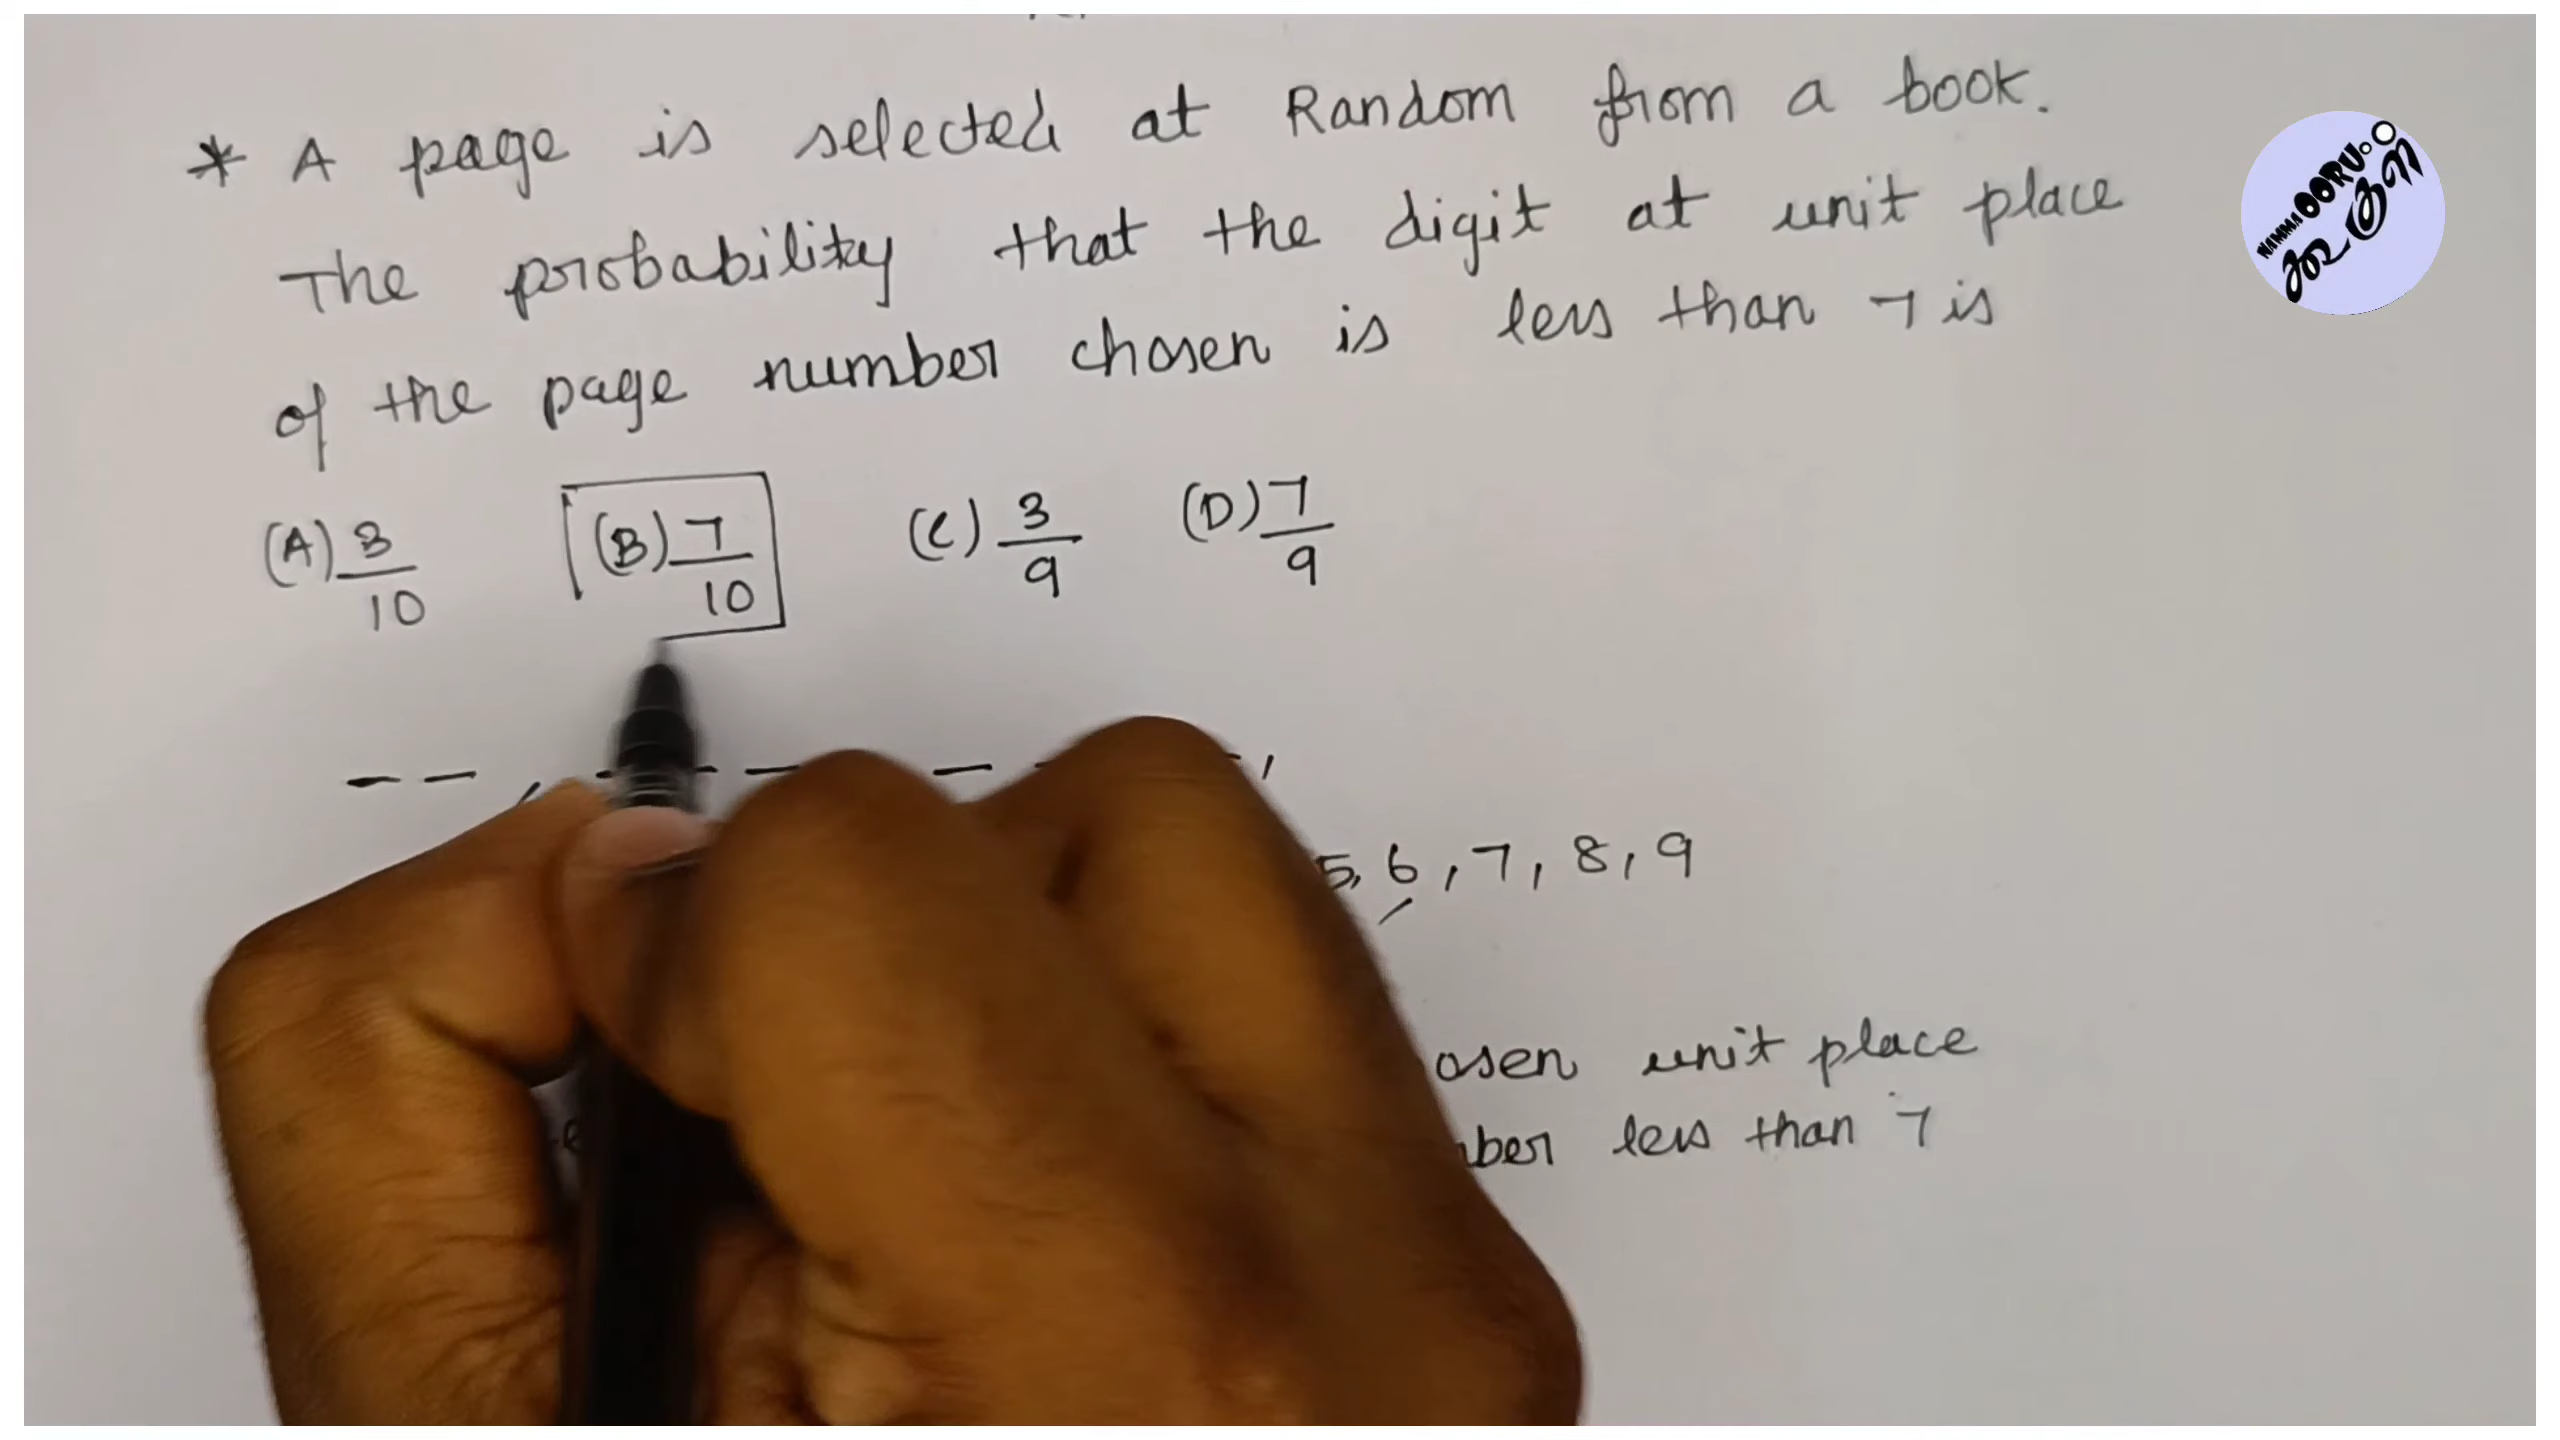 * A page is selected at Random from a book.
The probability that the digit at unit place
of the page number chosen is less than 7 is
(A) 3/10 (B) 7/10 (C) 3/9 (D) 7/9
5, 6, 7, 8, 9
osen unit place
ber less than 7
NAMMA OORU